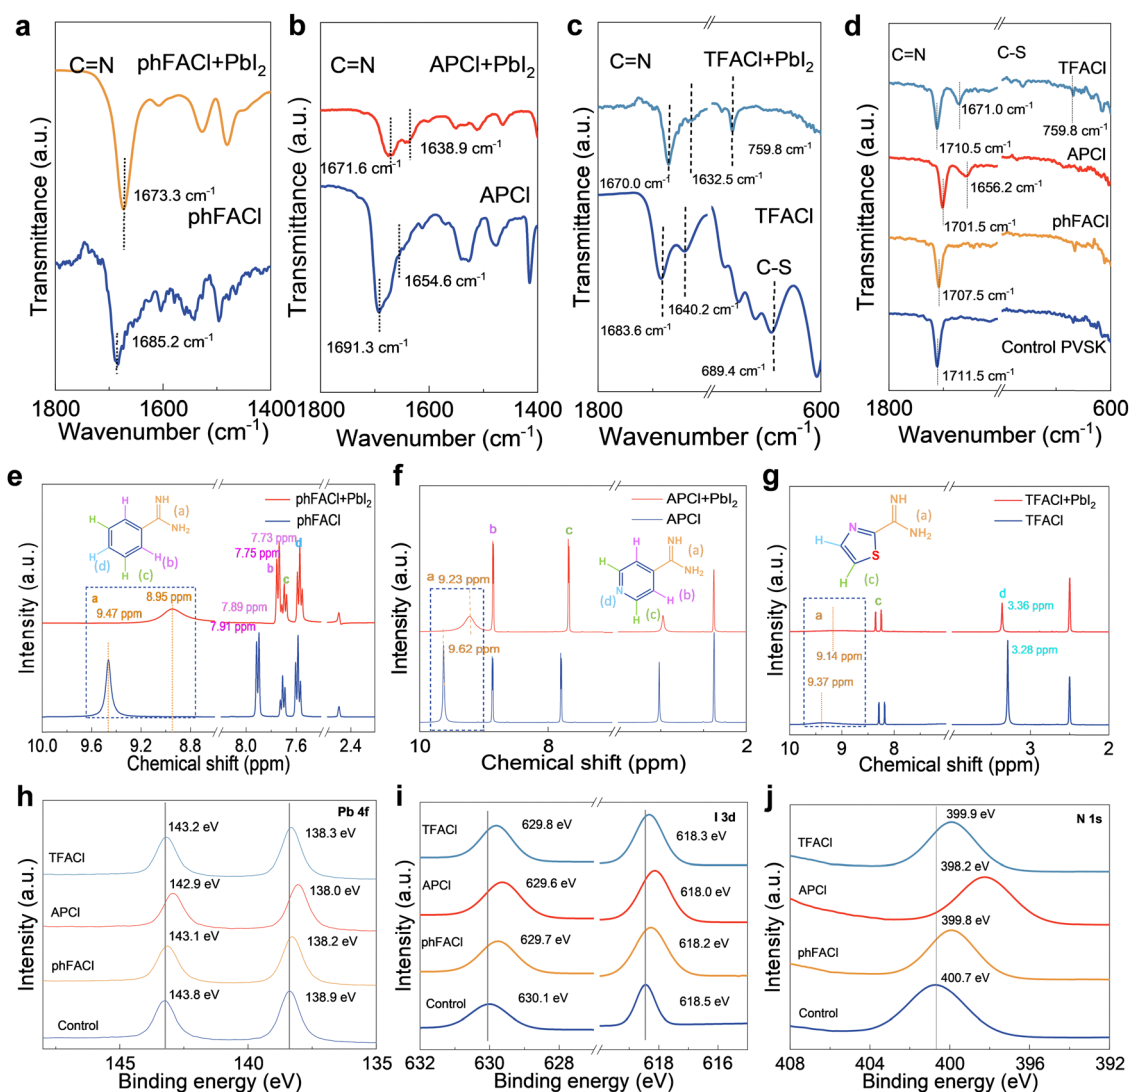 a
C=N
phFACl+PbI2
1673.3 cm-1
phFACl
1685.2 cm-1
Transmittance (a.u.)
1800 1600 1400
Wavenumber (cm-1)
b
C=N
APCl+PbI2
1638.9 cm-1
1671.6 cm-1
APCl
1654.6 cm-1
1691.3 cm-1
Transmittance (a.u.)
1800 1600 1400
Wavenumber (cm-1)
c
C=N
TFACl+PbI2
759.8 cm-1
1670.0 cm-1
1632.5 cm-1
TFACl
C-S
1640.2 cm-1
1683.6 cm-1
689.4 cm-1
Transmittance (a.u.)
1800 600
Wavenumber (cm-1)
d
C=N
C-S
TFACl
1671.0 cm-1
759.8 cm-1
1710.5 cm-1
APCl
1656.2 cm-1
1701.5 cm-1
phFACl
1707.5 cm-1
Control PVSK
1711.5 cm-1
Transmittance (a.u.)
1800 600
Wavenumber (cm-1)
e
phFACl+PbI2
phFACl
H
NH
(a)
H
NH2
H
H
(b)
(d)
H
(c)
7.73 ppm
7.75 ppm
d
b
c
a
8.95 ppm
9.47 ppm
7.89 ppm
7.91 ppm
Intensity (a.u.)
10.0 9.6 9.2 8.8 8.0 7.6 2.4
Chemical shift (ppm)
f
APCl+PbI2
APCl
b
c
H
NH
(a)
H
NH2
N
H
(b)
(d)
H
(c)
a
9.23 ppm
9.62 ppm
Intensity (a.u.)
10 8 2
Chemical shift (ppm)
g
TFACl+PbI2
TFACl
NH
N
(a)
NH2
H
S
H
(c)
a
c
d
3.36 ppm
9.14 ppm
3.28 ppm
9.37 ppm
Intensity (a.u.)
10 9 8 3 2
Chemical shift (ppm)
h
Pb 4f
143.2 eV
138.3 eV
TFACl
142.9 eV
138.0 eV
APCl
143.1 eV
138.2 eV
phFACl
143.8 eV
138.9 eV
Control
Intensity (a.u.)
143 138 135
Binding energy (eV)
i
I 3d
629.8 eV
618.3 eV
TFACl
629.6 eV
618.0 eV
APCl
629.7 eV
618.2 eV
phFACl
630.1 eV
618.5 eV
Control
Intensity (a.u.)
632 630 628 618 616
Binding energy (eV)
j
N 1s
399.9 eV
TFACl
398.2 eV
APCl
399.8 eV
phFACl
400.7 eV
Control
Intensity (a.u.)
408 404 400 396 392
Binding energy (eV)